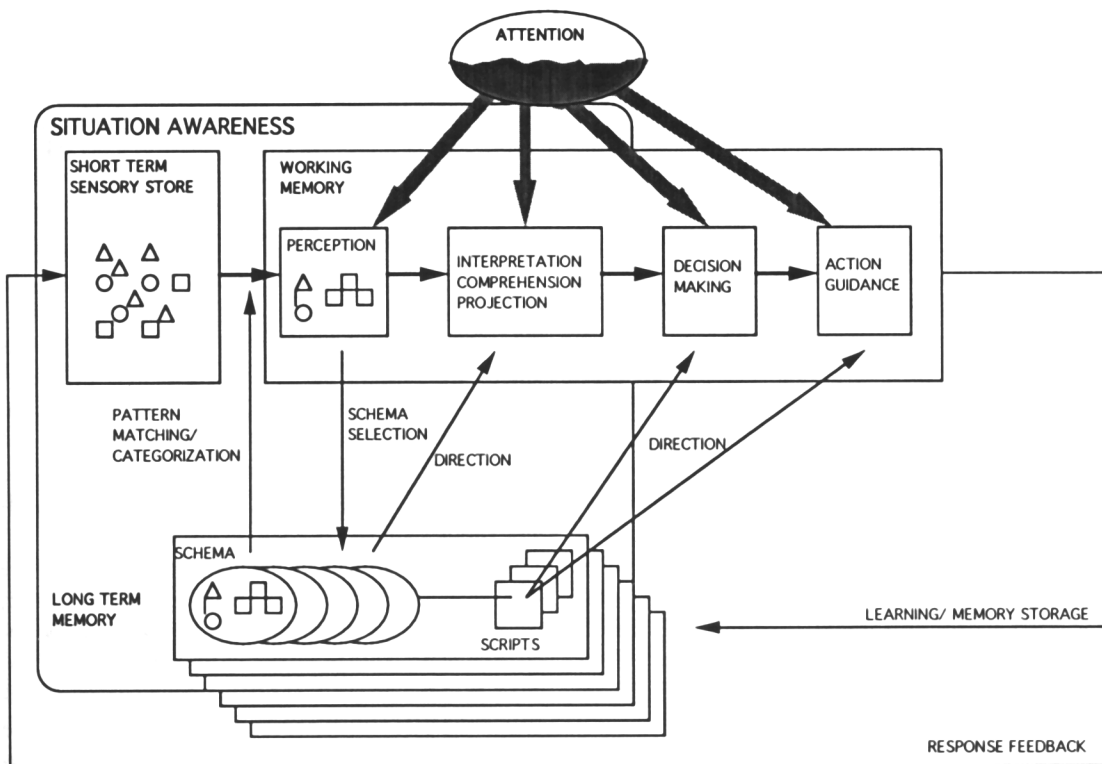 ATTENTION
SITUATION AWARENESS
SHORT TERM
SENSORY STORE
WORKING
MEMORY
PERCEPTION
INTERPRETATION
COMPREHENSION
PROJECTION
DECISION
MAKING
ACTION
GUIDANCE
PATTERN
MATCHING/
CATEGORIZATION
SCHEMA
SELECTION
DIRECTION
DIRECTION
SCHEMA
LONG TERM
MEMORY
SCRIPTS
LEARNING/ MEMORY STORAGE
RESPONSE FEEDBACK